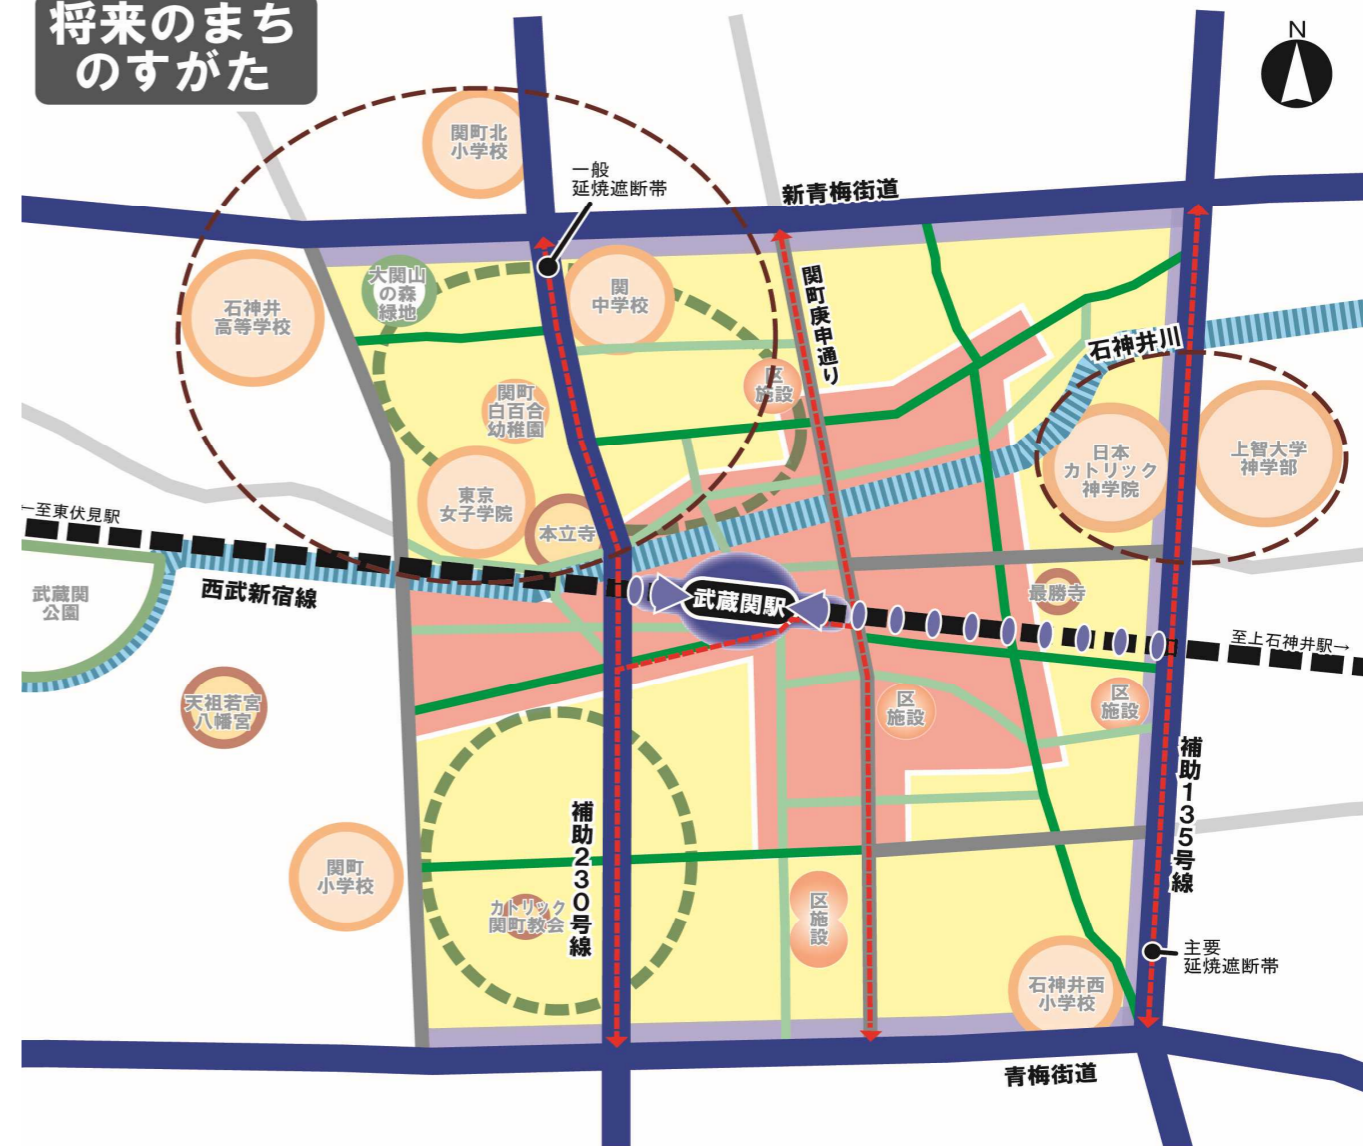 将来のまち
のすがた
N
関町北
小学校
一般
延焼遮断帯
新青梅街道
大関山
の森
緑地
関
中学校
関町庚申通り
石神井
高等学校
石神井川
区
施設
関町
白百合
幼稚園
日本
カトリック
神学院
上智大学
神学部
東京
女子学院
本立寺
←至東伏見駅
西武新宿線
武蔵関
公園
武蔵関駅
最勝寺
至上石神井駅→
天祖若宮
八幡宮
区
施設
区
施設
補助135号線
補助230号線
関町
小学校
カトリック
関町教会
区
施
設
主要
延焼遮断帯
石神井西
小学校
青梅街道